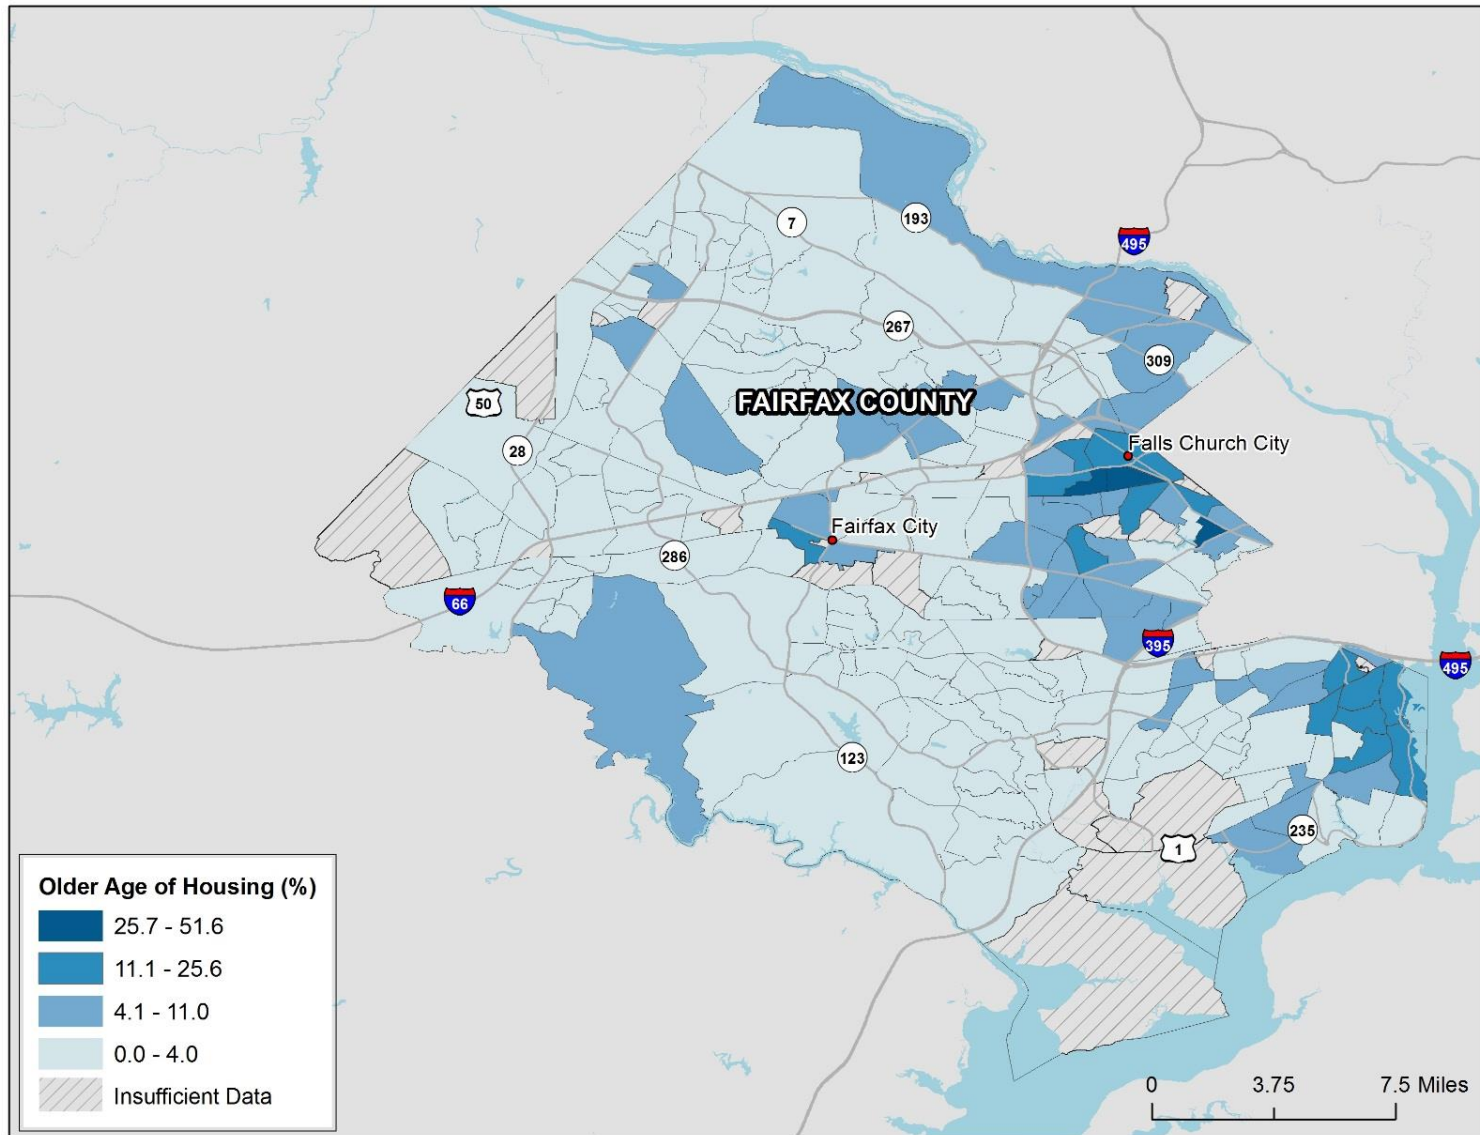 193
7
495
267
309
FAIRFAX COUNTY
50
Falls Church City
28
Fairfax City
286
66
395
495
123
235
1
Older Age of Housing (%)
25.7 - 51.6
11.1 - 25.6
4.1 - 11.0
0.0 - 4.0
Insufficient Data
0 3.75 7.5 Miles